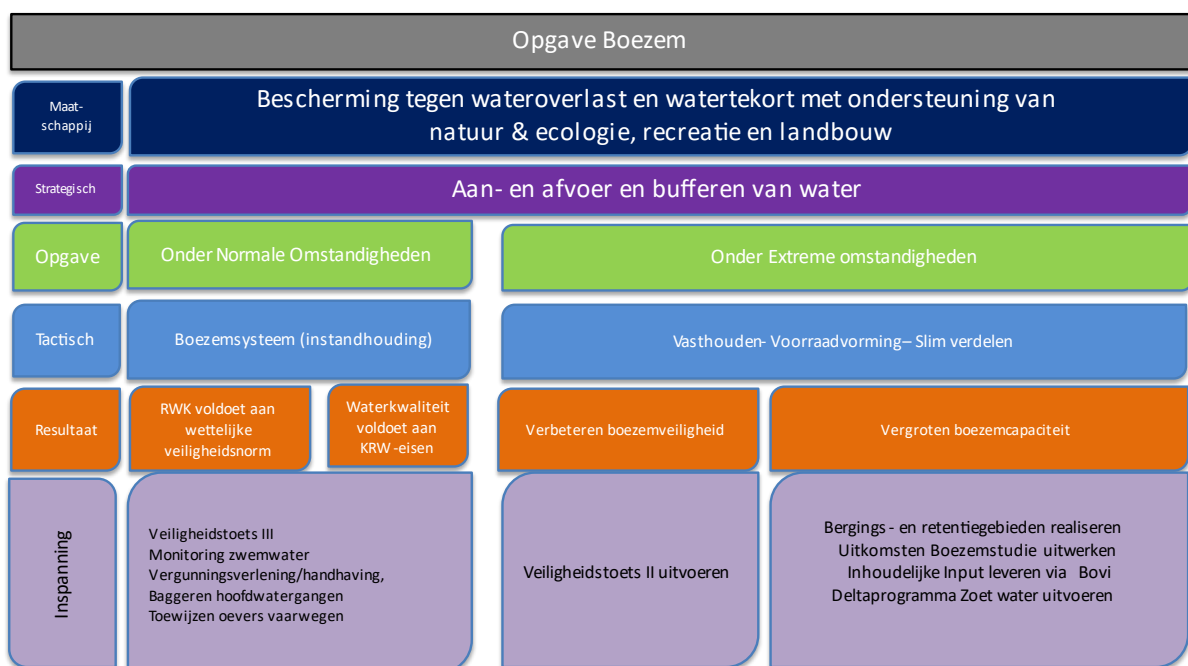 Opgave Boezem
Maat-
schappij
Bescherming tegen wateroverlast en watertekort met ondersteuning van
natuur & ecologie, recreatie en landbouw
Strategisch
Aan- en afvoer en bufferen van water
Opgave
Onder Normale Omstandigheden
Onder Extreme omstandigheden
Tactisch
Boezemsysteem (instandhouding)
Vasthouden- Voorraadvorming– Slim verdelen
Resultaat
RWK voldoet aan
wettelijke
veiligheidsnorm
Waterkwaliteit
voldoet aan
KRW -eisen
Verbeteren boezemveiligheid
Vergroten boezemcapaciteit
Inspanning
Veiligheidstoets III
Monitoring zwemwater
Vergunningsverlening/handhaving,
Baggeren hoofdwatergangen
Toewijzen oevers vaarwegen
Veiligheidstoets II uitvoeren
Bergings - en retentiegebieden realiseren
Uitkomsten Boezemstudie uitwerken
Inhoudelijke Input leveren via Bovi
Deltaprogramma Zoet water uitvoeren